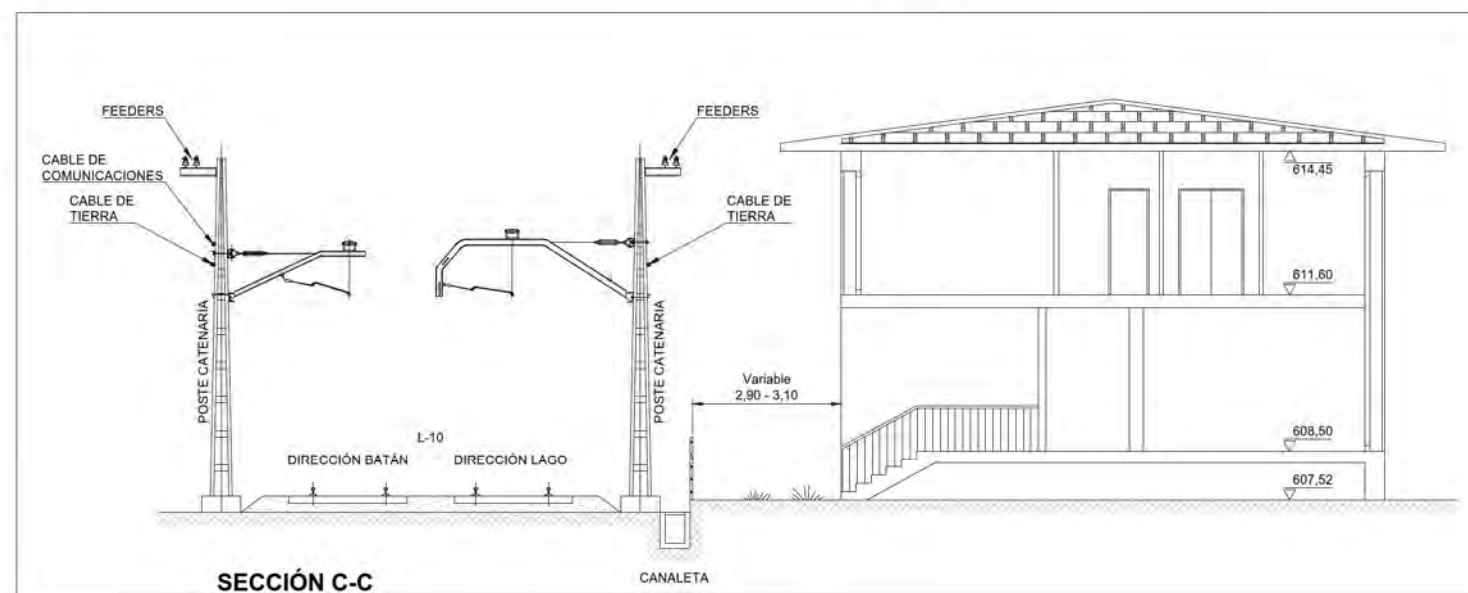 FEEDERS
FEEDERS
CABLE DE
COMUNICACIONES
CABLE DE
TIERRA
CABLE DE
TIERRA
614,45
611,60
POSTE CATENARIA
POSTE CATENARIA
Variable
2,90 - 3,10
L-10
DIRECCIÓN BATÁN
DIRECCIÓN LAGO
608,50
607,52
CANALETA
SECCIÓN C-C